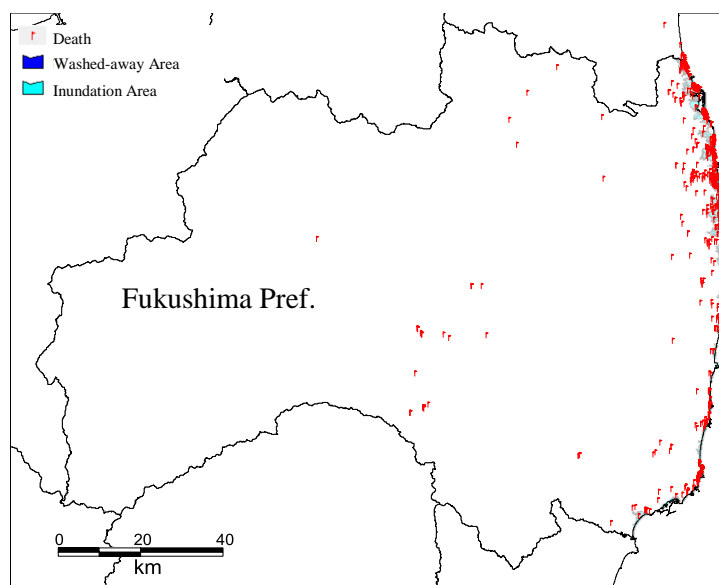 Death
Washed-away Area
Inundation Area
Fukushima Pref.
0 20 40
km